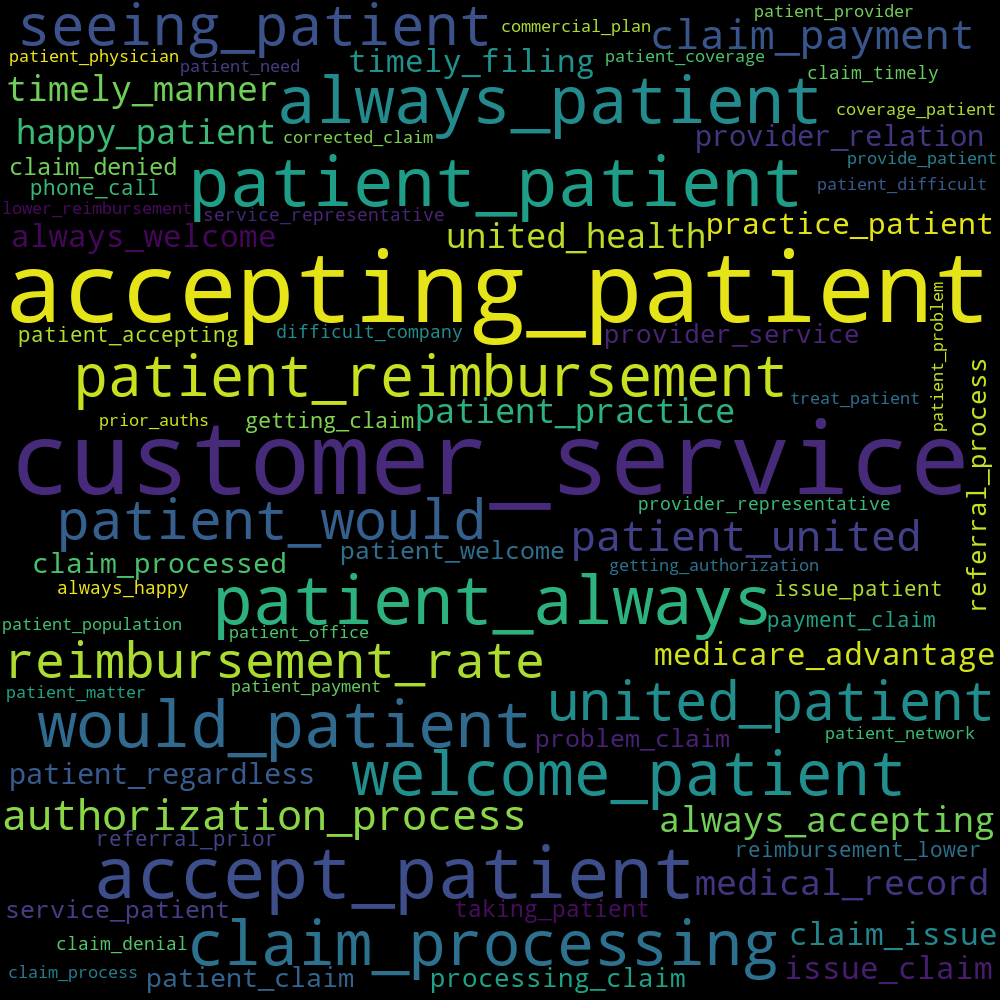 seeing_patient
commercial_plan
patient_provider
claim_payment
patient_physician
patient_need
timely_filing
patient_coverage
claim_timely
timely_manner
always_patient
coverage_patient
happy_patient
corrected_claim
provider_relation
claim_denied
patient_patient
provide_patient
phone_call
patient_difficult
lower_reimbursement
service_representative
always_welcome
united_health
practice_patient
accepting_patient
patient_accepting
difficult_company
provider_service
patient_problem
patient_reimbursement
treat_patient
referral_process
prior_auths
getting_claim
patient_practice
customer_service
patient_would
provider_representative
patient_united
claim_processed
patient_welcome
getting_authorization
always_happy
patient_always
issue_patient
patient_population
patient_office
payment_claim
reimbursement_rate
medicare_advantage
patient_matter
patient_payment
united_patient
would_patient
problem_claim
patient_network
patient_regardless
welcome_patient
authorization_process
always_accepting
referral_prior
accept_patient
reimbursement_lower
medical_record
service_patient
taking_patient
claim_denial
claim_processing
claim_issue
claim_process
patient_claim
processing_claim
issue_claim